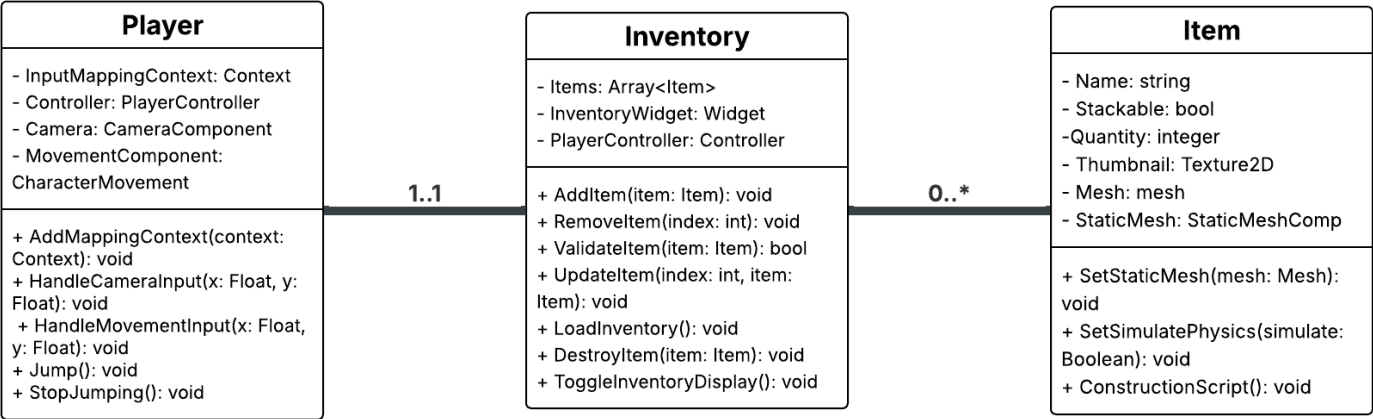 Player
- InputMappingContext: Context
- Controller: PlayerController
- Camera: CameraComponent
- MovementComponent:
CharacterMovement
+ AddMappingContext(context:
Context): void
+ HandleCameraInput(x: Float, y:
Float): void
+ HandleMovementInput(x: Float,
y: Float): void
+ Jump(): void
+ StopJumping(): void
1..1
Inventory
- Items: Array<Item>
- InventoryWidget: Widget
- PlayerController: Controller
+ AddItem(item: Item): void
+ RemoveItem(index: int): void
+ ValidateItem(item: Item): bool
+ UpdateItem(index: int, item:
Item): void
+ LoadInventory(): void
+ DestroyItem(item: Item): void
+ ToggleInventoryDisplay(): void
0..*
Item
- Name: string
- Stackable: bool
-Quantity: integer
- Thumbnail: Texture2D
- Mesh: mesh
- StaticMesh: StaticMeshComp
+ SetStaticMesh(mesh: Mesh):
void
+ SetSimulatePhysics(simulate:
Boolean): void
+ ConstructionScript(): void